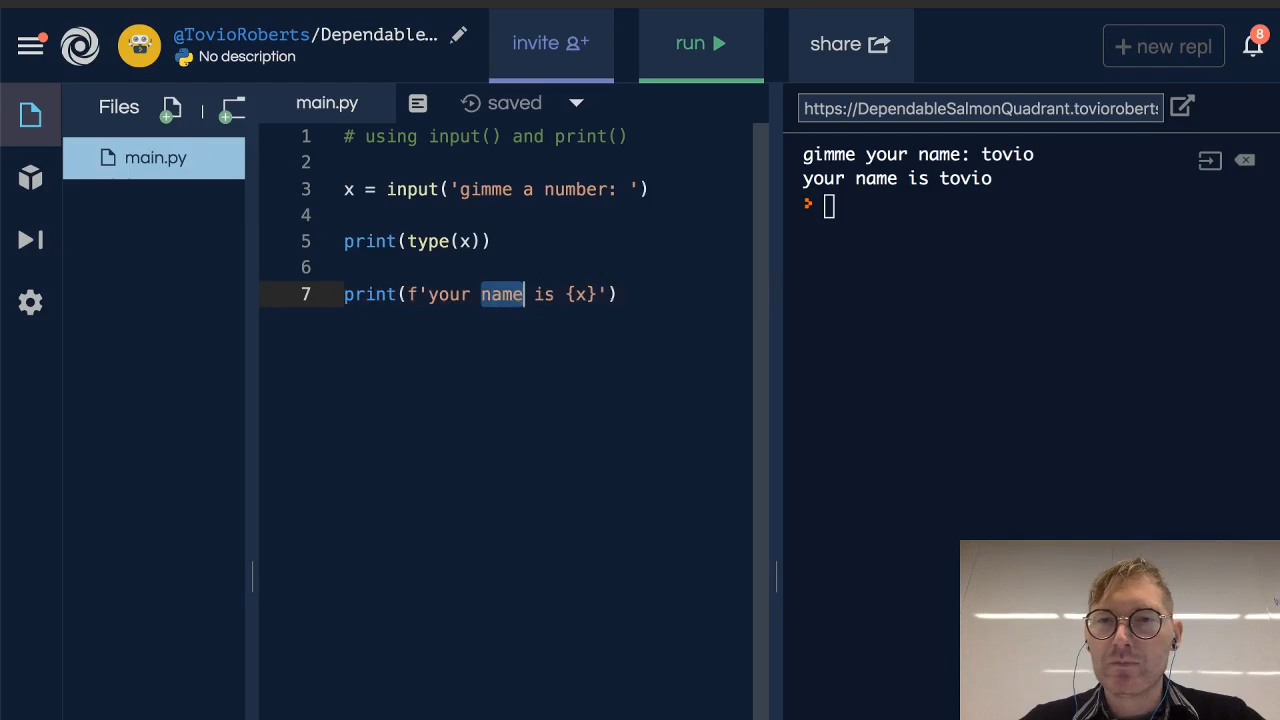 @TovioRoberts/Dependable...
No description
invite
run
share
+ new repl
8
Files
main.py
saved
main.py
https://DependableSalmonQuadrant.tovioroberts
1 # using input() and print()
2
3 x = input('gimme a number: ')
4
5 print(type(x))
6
7 print(f'your name is {x}')
gimme your name: tovio
your name is tovio